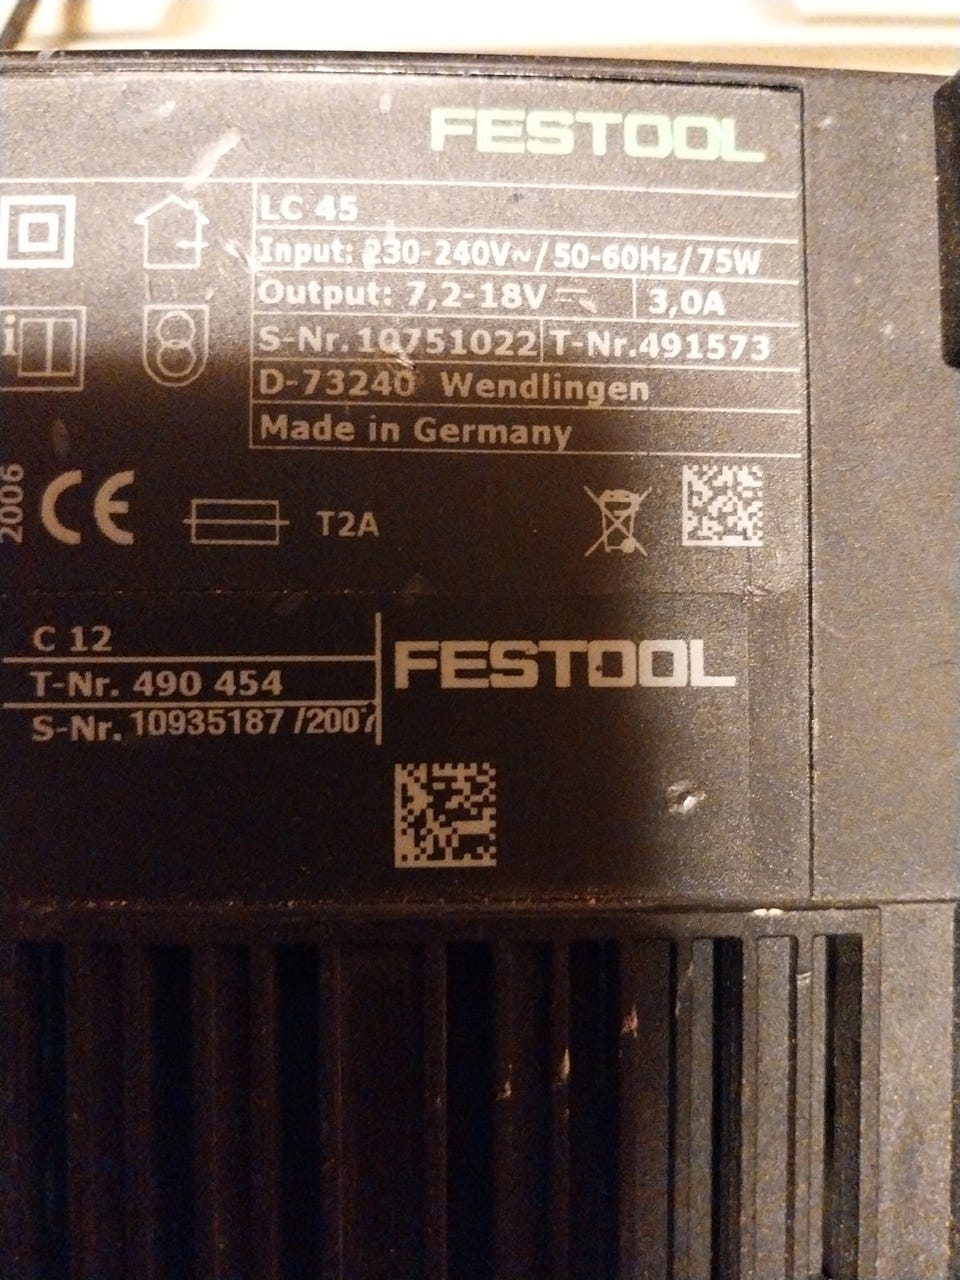 FESTOOL
LC 45
Input: 230-240V~/50-60Hz/75W
Output: 7,2-18V⎓ 3,0A
S-Nr.10751022 T-Nr.491573
D-73240 Wendlingen
Made in Germany
i
2006 CE T2A
C 12
T-Nr. 490 454
S-Nr. 10935187 /2007
FESTOOL